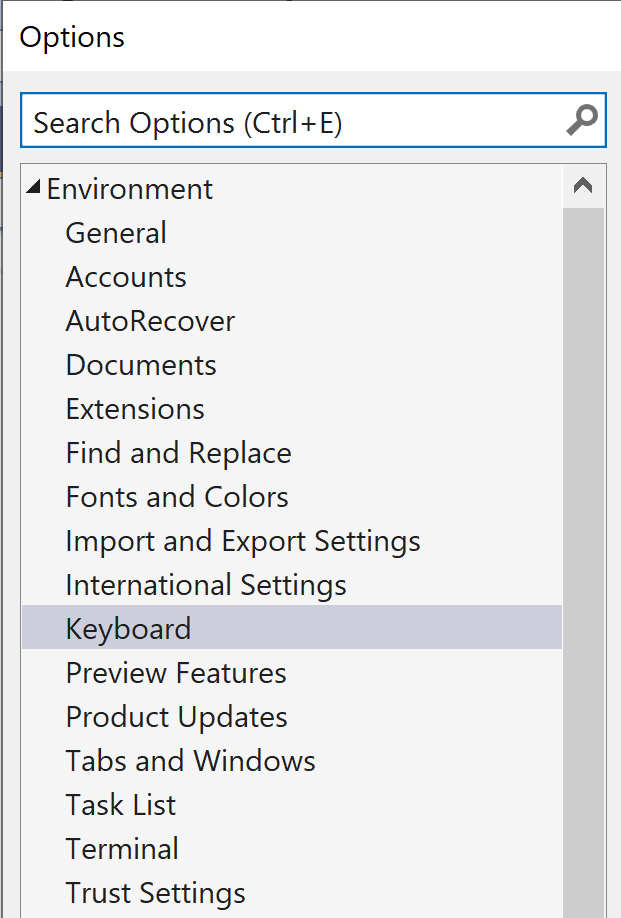 Options
Search Options (Ctrl+E)
Environment
General
Accounts
AutoRecover
Documents
Extensions
Find and Replace
Fonts and Colors
Import and Export Settings
International Settings
Keyboard
Preview Features
Product Updates
Tabs and Windows
Task List
Terminal
Trust Settings